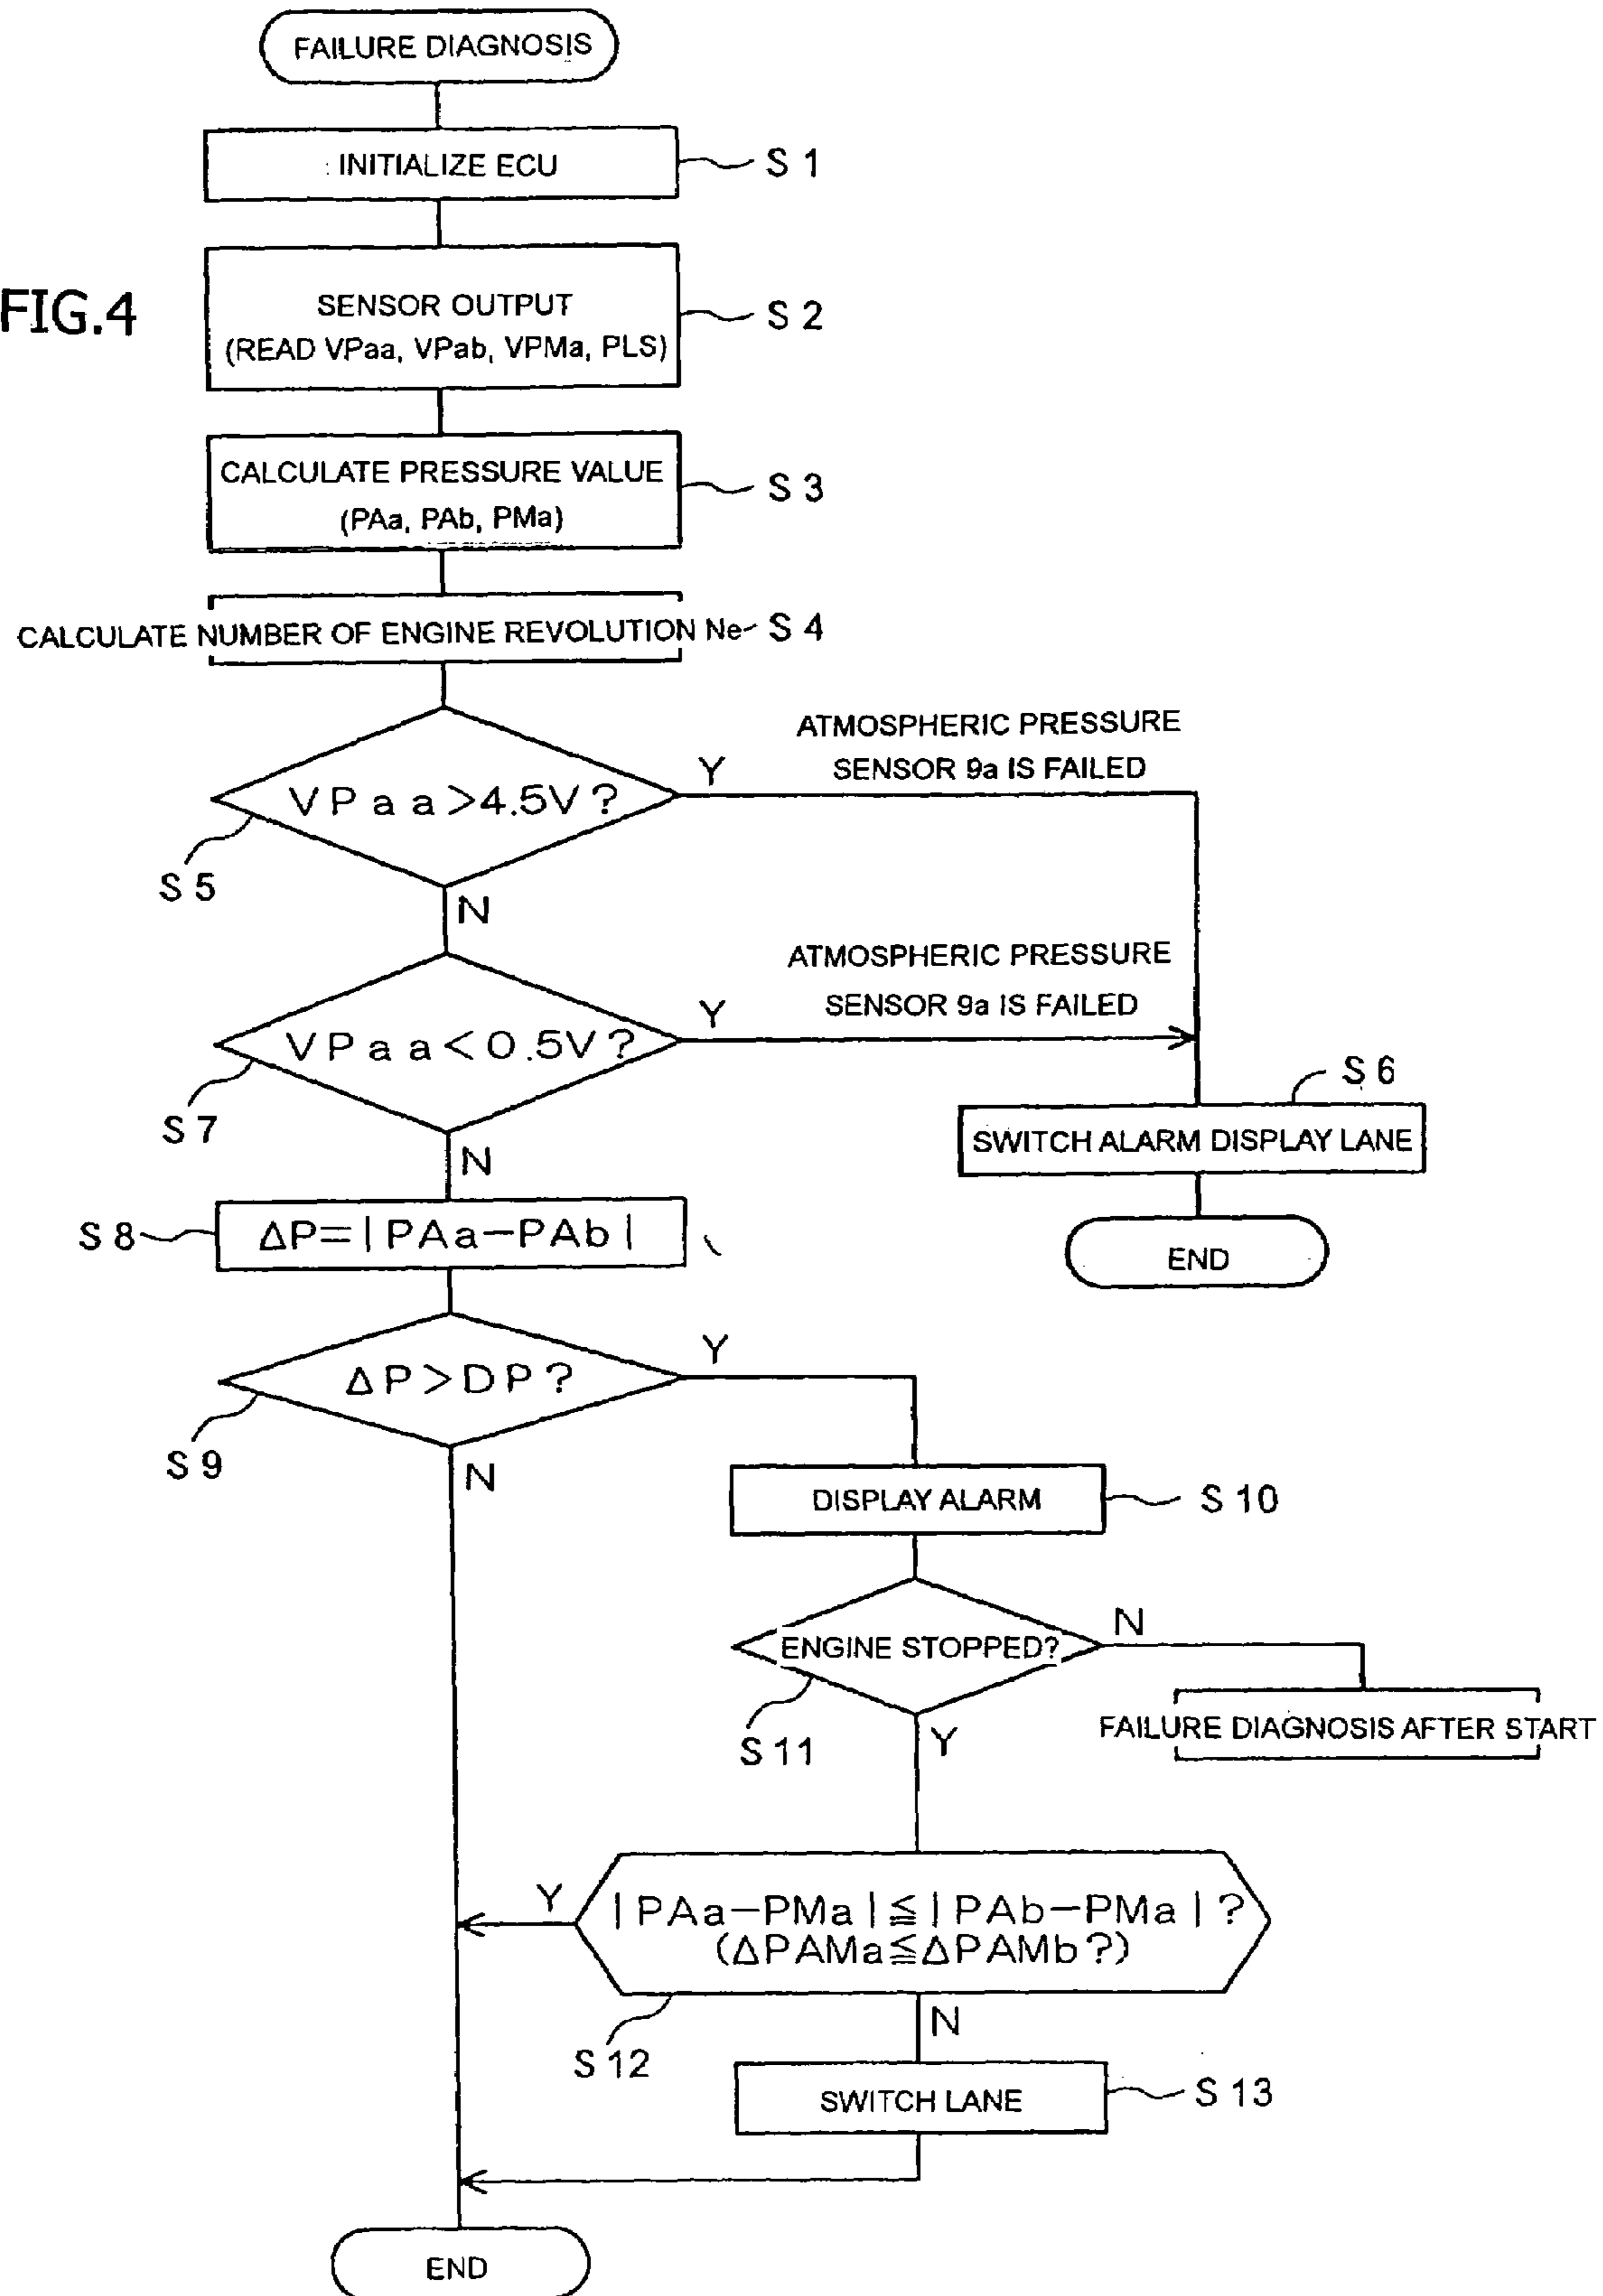 FAILURE DIAGNOSIS
INITIALIZE ECU
S 1
FIG.4
SENSOR OUTPUT
(READ VPaa, VPab, VPMa, PLS)
S 2
CALCULATE PRESSURE VALUE
(PAa, PAb, PMa)
S 3
CALCULATE NUMBER OF ENGINE REVOLUTION Ne
S 4
VPaa>4.5V?
S 5
Y
ATMOSPHERIC PRESSURE
SENSOR 9a IS FAILED
N
VPaa<0.5V?
S 7
Y
ATMOSPHERIC PRESSURE
SENSOR 9a IS FAILED
N
S 6
SWITCH ALARM DISPLAY LANE
END
S 8
ΔP=|PAa-PAb|
ΔP>DP?
S 9
Y
N
DISPLAY ALARM
S 10
ENGINE STOPPED?
S 11
N
FAILURE DIAGNOSIS AFTER START
Y
|PAa-PMa|≦|PAb-PMa|?
(ΔPAMa≦ΔPAMb?)
Y
S 12
N
SWITCH LANE
S 13
END